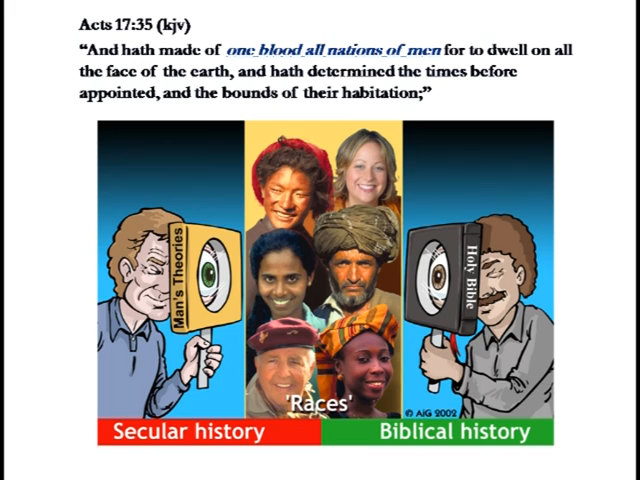 Acts 17:35 (kjv)
“And hath made of one blood all nations of men for to dwell on all
the face of the earth, and hath determined the times before
appointed, and the bounds of their habitation;”
Man's Theories
Holy Bible
'Races'
© AiG 2002
Secular history
Biblical history